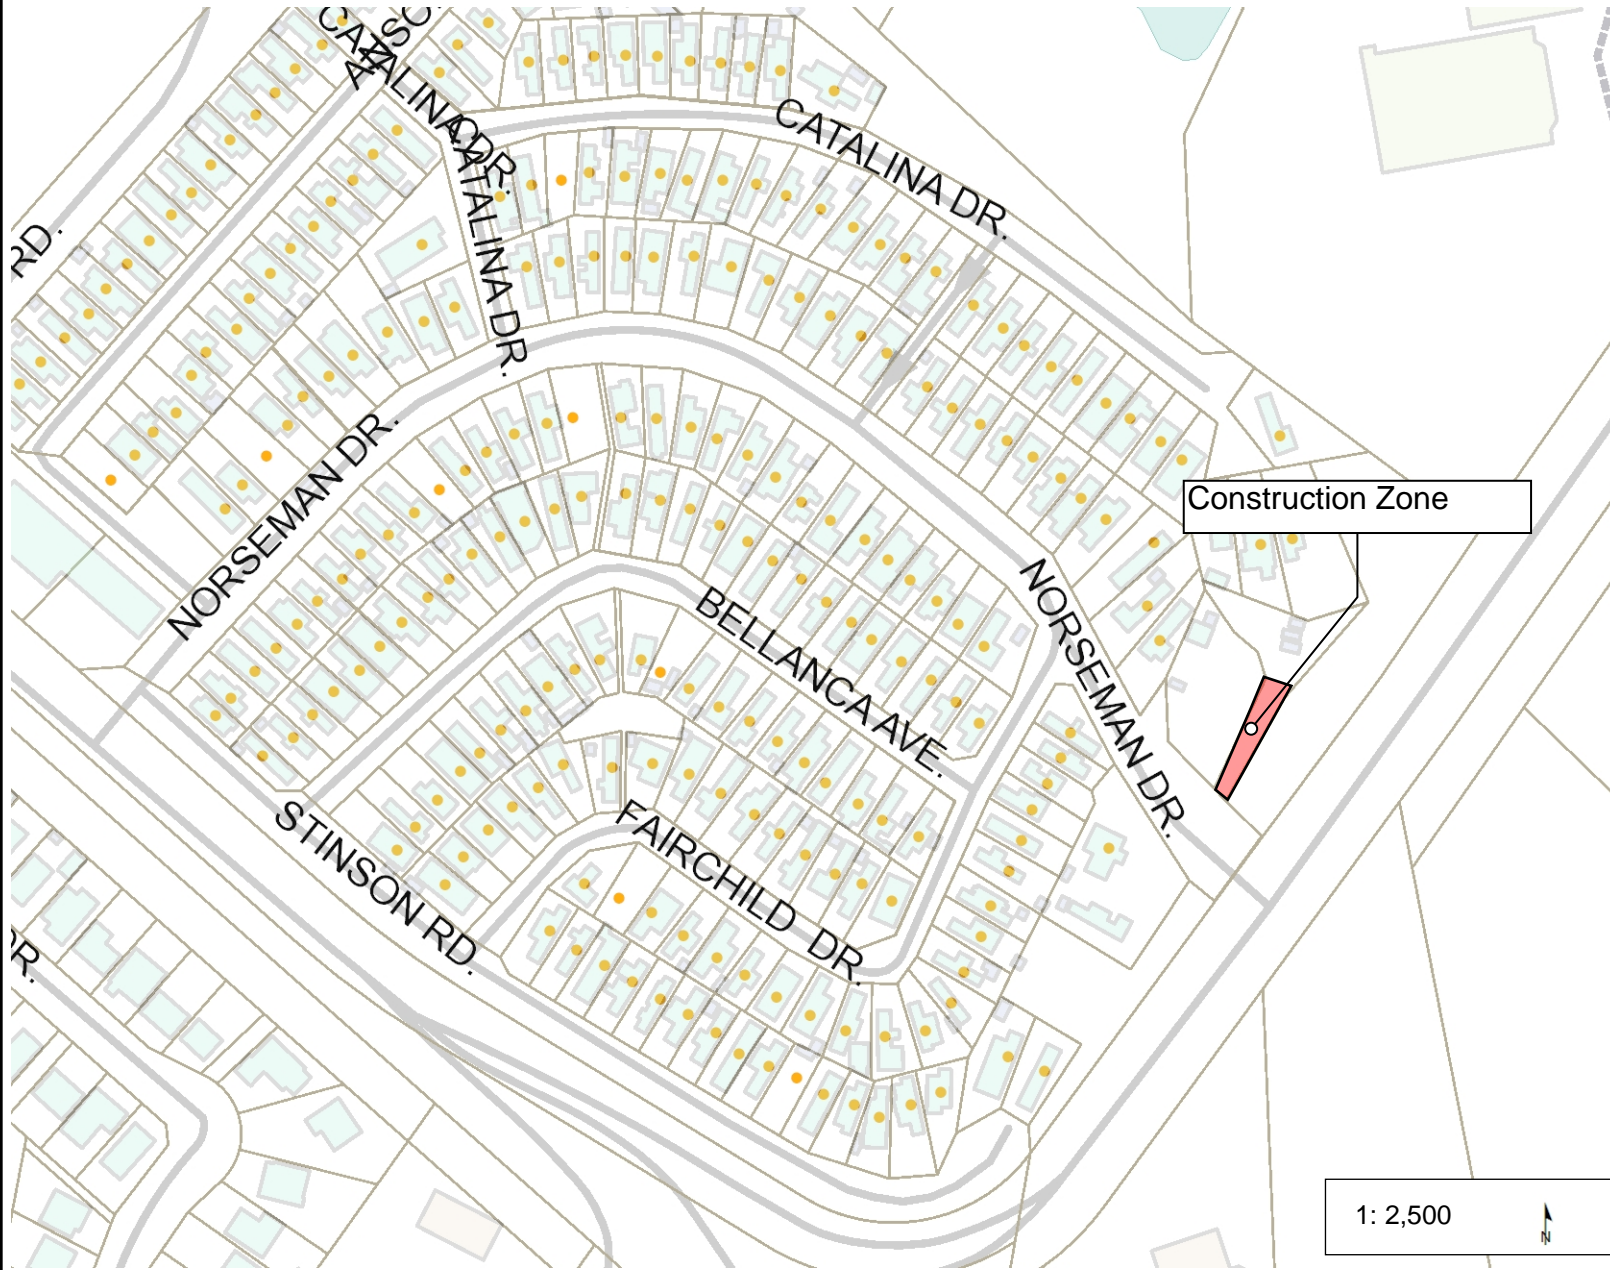 CATALINA DR.
CATALINA DR.
CATALINA DR.
RD.
NORSEMAN DR.
Construction Zone
NORSEMAN DR.
BELLANCA AVE.
FAIRCHILD DR.
STINSON RD.
DR.
1: 2,500
N